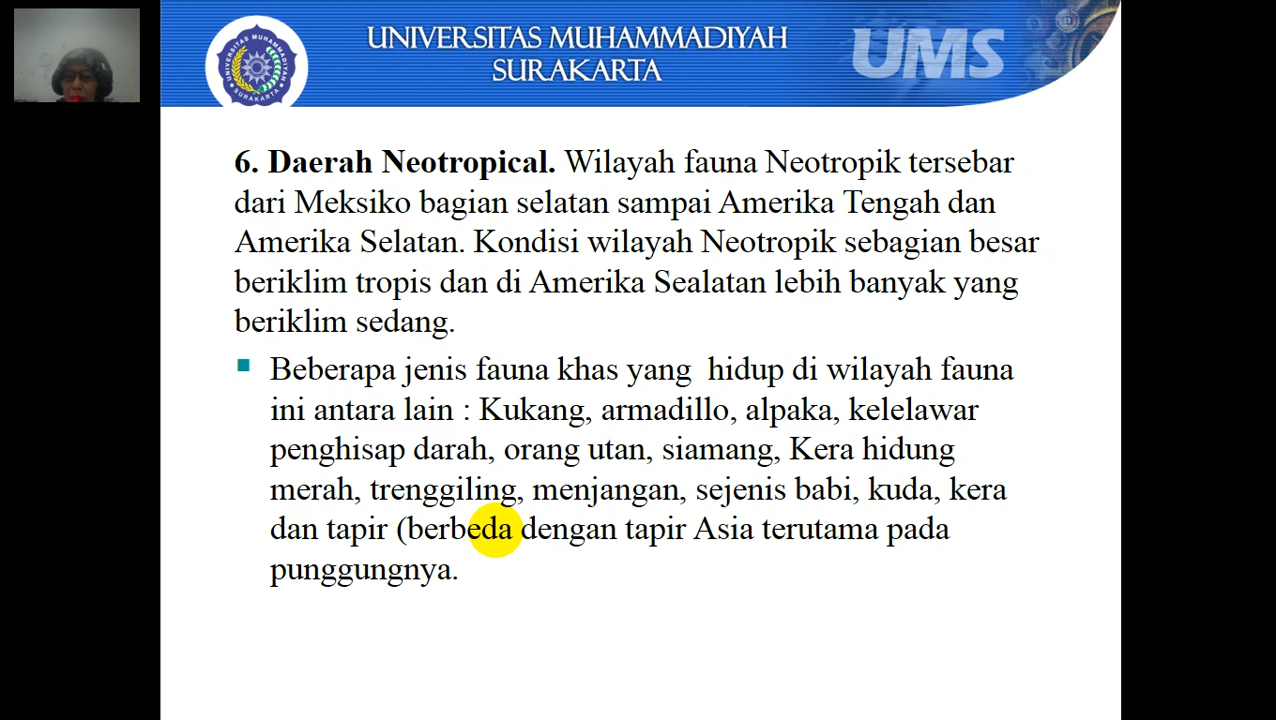 UNIVERSITAS MUHAMMADIYAH
SURAKARTA
UMS
UNIVERSITAS MUHAMMADIYAH
SURAKARTA
6. Daerah Neotropical. Wilayah fauna Neotropik tersebar
dari Meksiko bagian selatan sampai Amerika Tengah dan
Amerika Selatan. Kondisi wilayah Neotropik sebagian besar
beriklim tropis dan di Amerika Sealatan lebih banyak yang
beriklim sedang.
Beberapa jenis fauna khas yang  hidup di wilayah fauna
ini antara lain : Kukang, armadillo, alpaka, kelelawar
penghisap darah, orang utan, siamang, Kera hidung
merah, trenggiling, menjangan, sejenis babi, kuda, kera
dan tapir (berbeda dengan tapir Asia terutama pada
punggungnya.